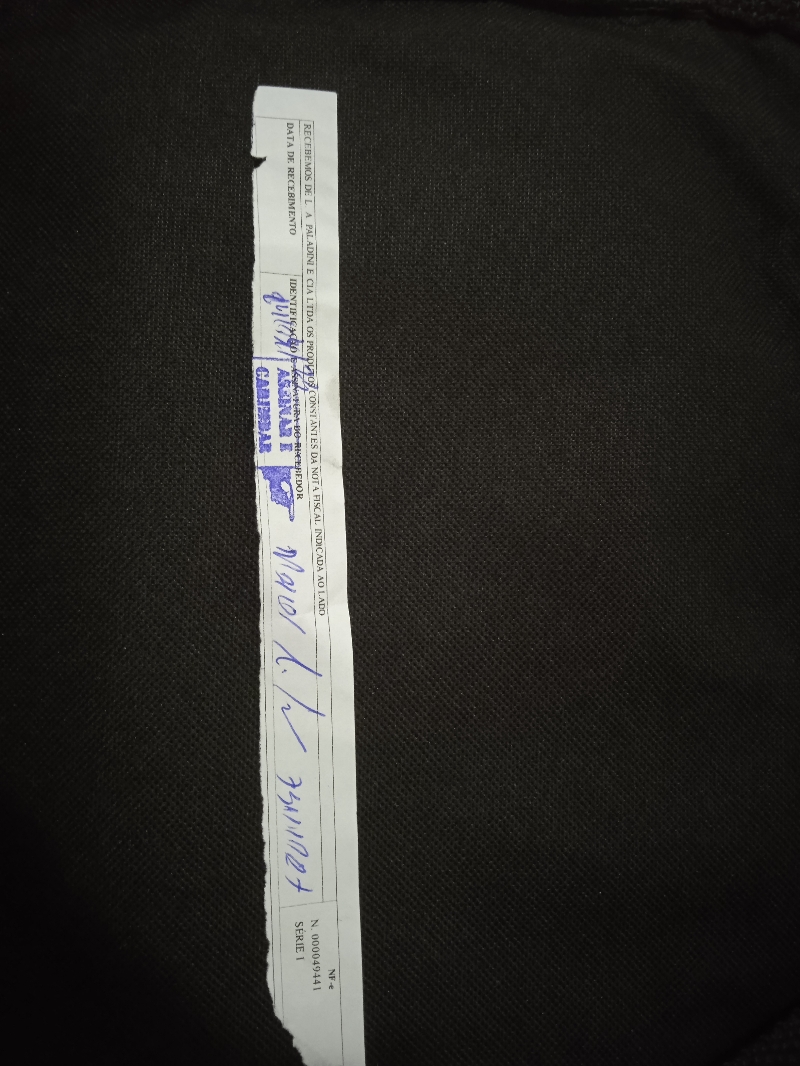 RECEBEMOS DE L. A. PALADINI E CIA LTDA OS PRODUTOS CONSTANTES DA NOTA FISCAL INDICADA AO LADO
DATA DE RECEBIMENTO
IDENTIFICAÇÃO E ASSINATURA DO RECEBEDOR
ASSINAR E
CARIMBAR
NF-e
N. 000049441
SÉRIE 1